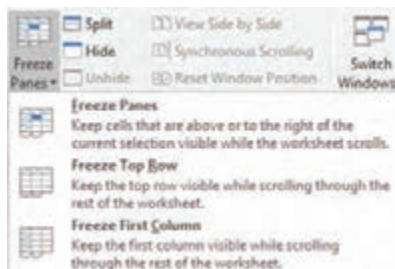 Split
View Side by Side
Hide
Synchronous Scrolling
Freeze Panes
Unhide
Reset Window Position
Switch Windows
Freeze Panes
Keep cells that are above or to the right of the
current selection visible while the worksheet scrolls.
Freeze Top Row
Keep the top row visible while scrolling through the
rest of the worksheet.
Freeze First Column
Keep the first column visible while scrolling
through the rest of the worksheet.